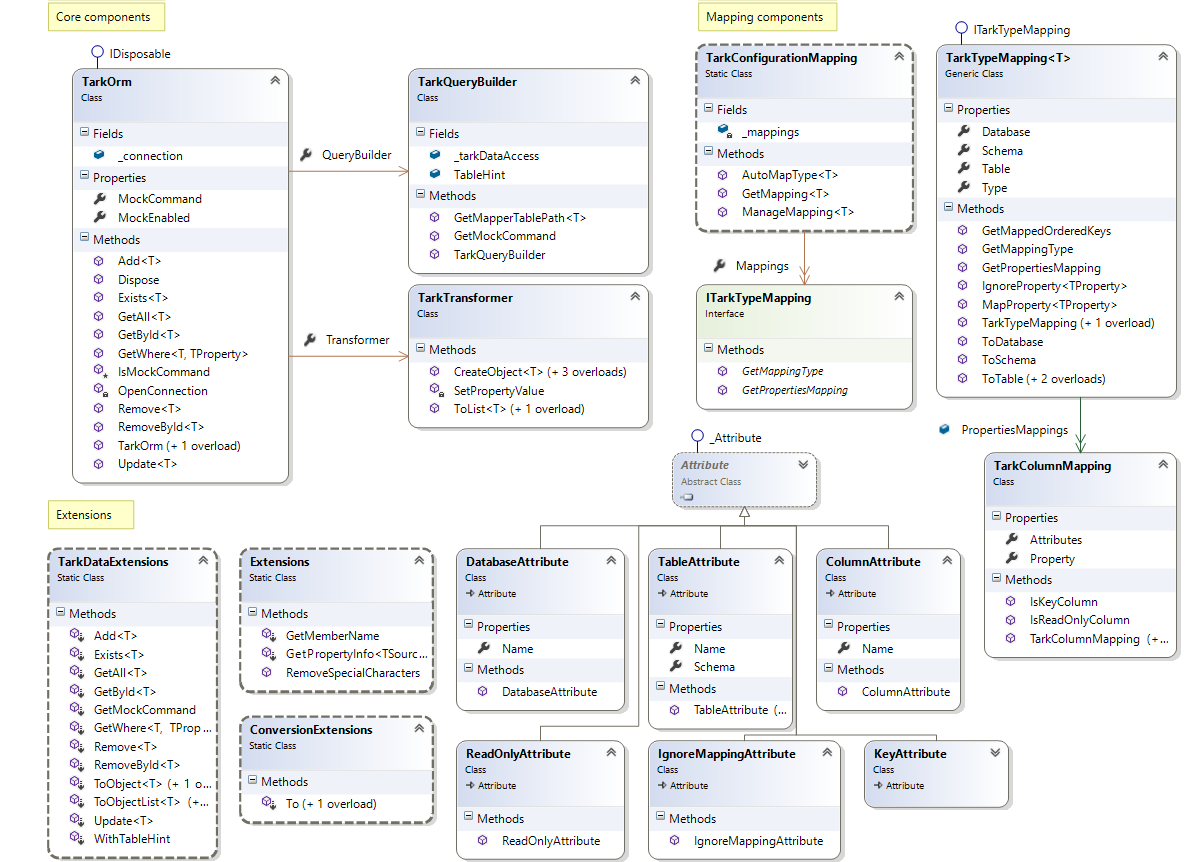 Core components
IDisposable
TarkOrm
Class
Fields
_connection
Properties
MockCommand
MockEnabled
Methods
Add<T>
Dispose
Exists<T>
GetAll<T>
GetById<T>
GetWhere<T, TProperty>
IsMockCommand
OpenConnection
Remove<T>
RemoveById<T>
TarkOrm (+ 1 overload)
Update<T>
QueryBuilder
Transformer
TarkQueryBuilder
Class
Fields
_tarkDataAccess
TableHint
Methods
GetMapperTablePath<T>
GetMockCommand
TarkQueryBuilder
TarkTransformer
Class
Methods
CreateObject<T> (+ 3 overloads)
SetPropertyValue
ToList<T> (+ 1 overload)
Mapping components
TarkConfigurationMapping
Static Class
Fields
_mappings
Methods
AutoMapType<T>
GetMapping<T>
ManageMapping<T>
Mappings
ITarkTypeMapping
Interface
Methods
GetMappingType
GetPropertiesMapping
ITarkTypeMapping
TarkTypeMapping<T>
Generic Class
Properties
Database
Schema
Table
Type
Methods
GetMappedOrderedKeys
GetMappingType
GetPropertiesMapping
IgnoreProperty<TProperty>
MapProperty<TProperty>
TarkTypeMapping (+ 1 overload)
ToDatabase
ToSchema
ToTable (+ 2 overloads)
PropertiesMappings
TarkColumnMapping
Class
Properties
Attributes
Property
Methods
IsKeyColumn
IsReadOnlyColumn
TarkColumnMapping (+...
_Attribute
Attribute
Abstract Class
Extensions
TarkDataExtensions
Static Class
Methods
Add<T>
Exists<T>
GetAll<T>
GetById<T>
GetMockCommand
GetWhere<T, TProp...
Remove<T>
RemoveById<T>
ToObject<T> (+ 1 o...
ToObjectList<T> (+...
Update<T>
WithTableHint
Extensions
Static Class
Methods
GetMemberName
GetPropertyInfo<TSourc...
RemoveSpecialCharacters
ConversionExtensions
Static Class
Methods
To (+ 1 overload)
DatabaseAttribute
Class
Attribute
Properties
Name
Methods
DatabaseAttribute
TableAttribute
Class
Attribute
Properties
Name
Schema
Methods
TableAttribute (...
ColumnAttribute
Class
Attribute
Properties
Name
Methods
ColumnAttribute
ReadOnlyAttribute
Class
Attribute
Methods
ReadOnlyAttribute
IgnoreMappingAttribute
Class
Attribute
Methods
IgnoreMappingAttribute
KeyAttribute
Class
Attribute